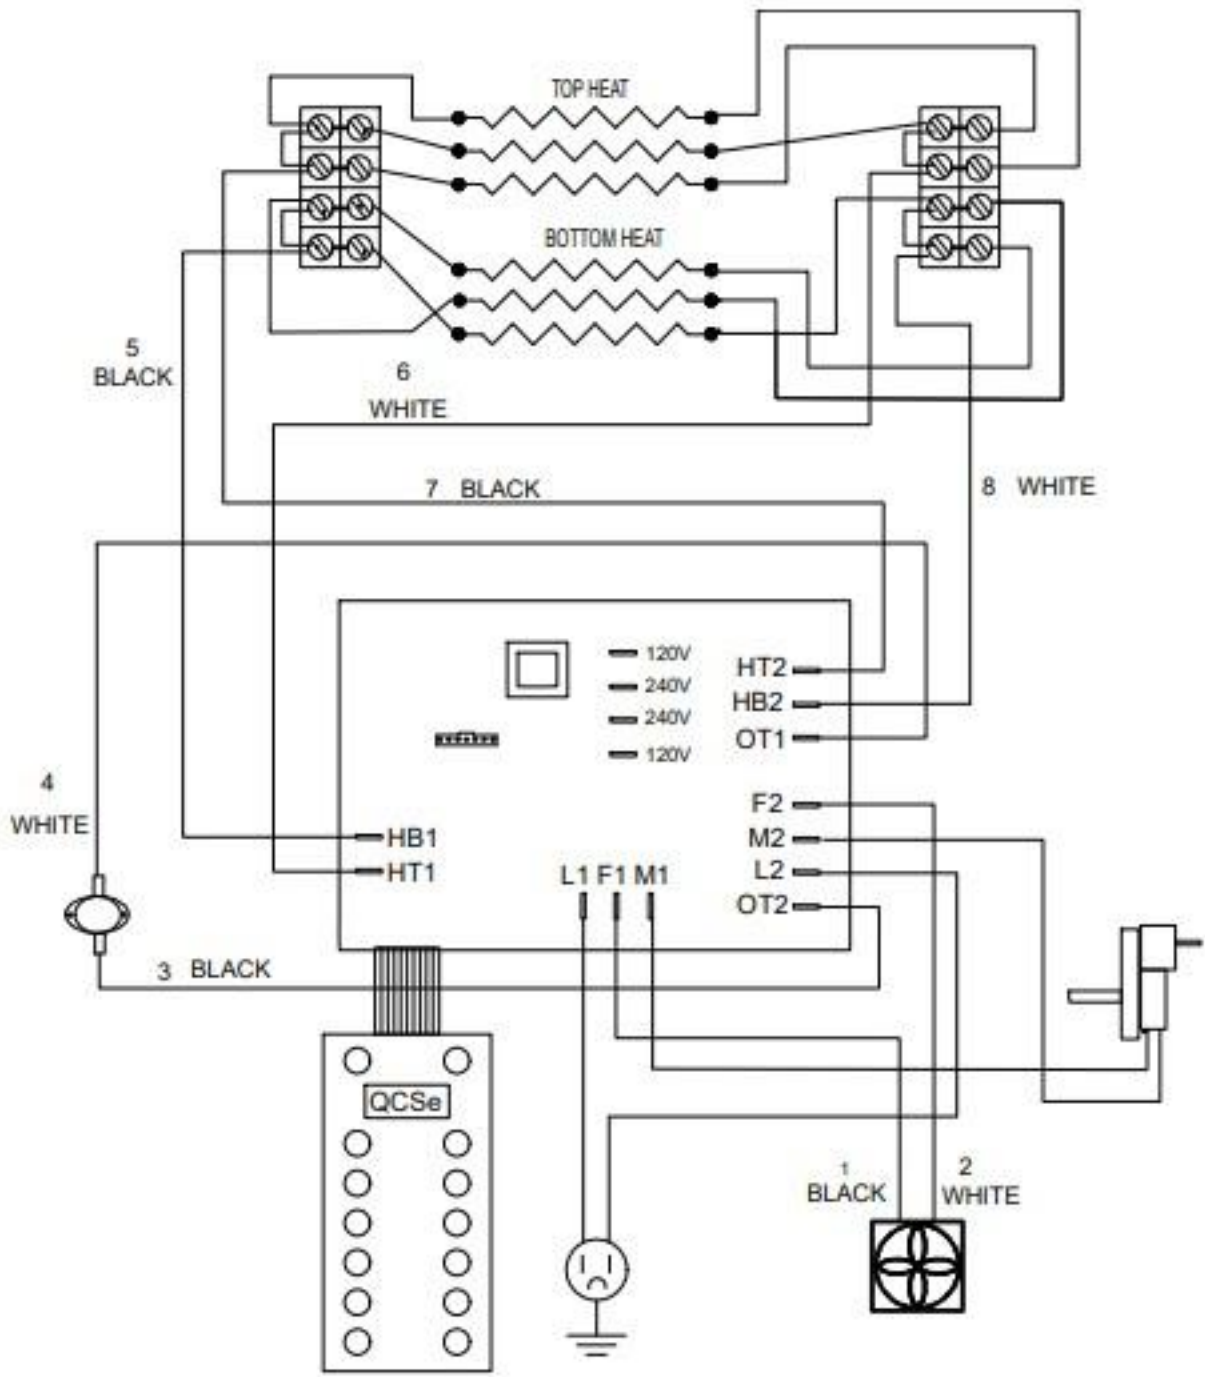 TOP HEAT
BOTTOM HEAT
5
BLACK
6
WHITE
7 BLACK
8 WHITE
120V
240V
240V
120V
HT2
HB2
OT1
4
WHITE
F2
M2
L2
OT2
HB1
HT1
L1 F1 M1
3 BLACK
QCSe
1
BLACK
2
WHITE